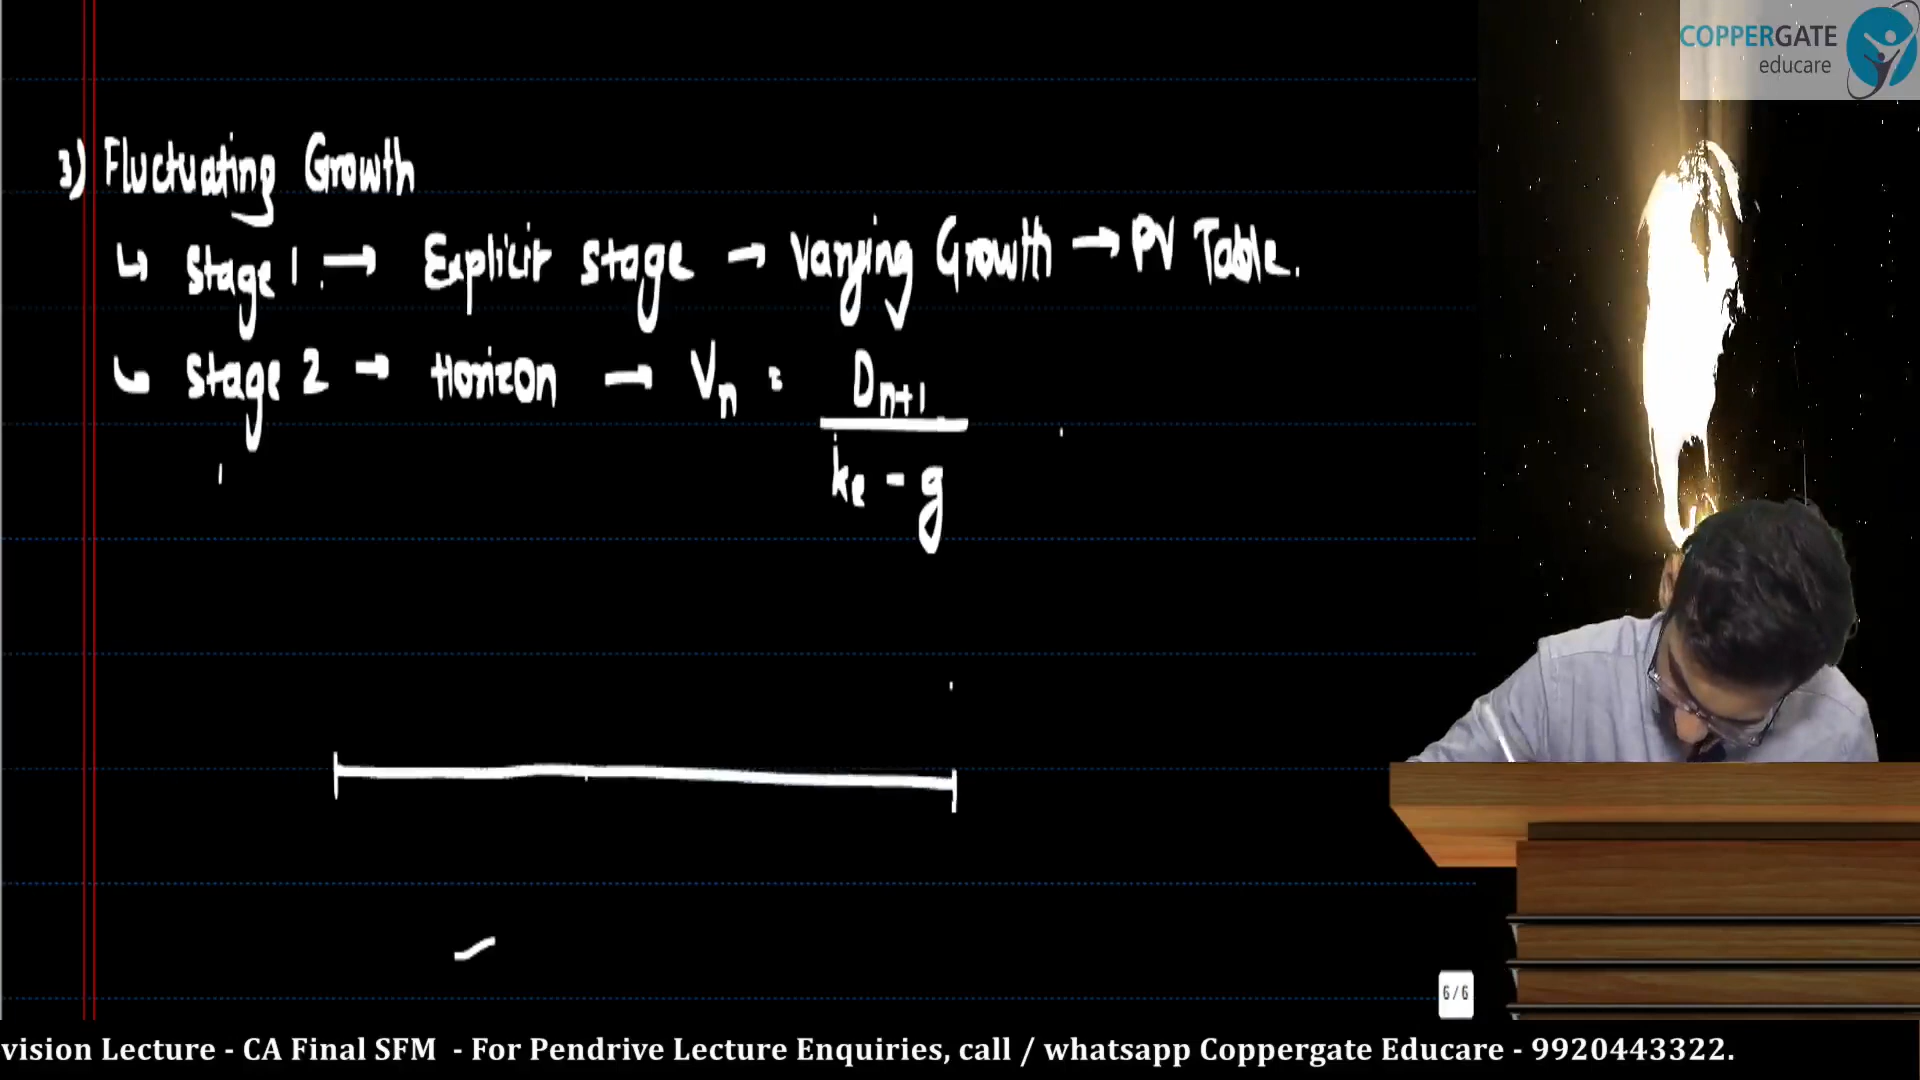 COPPERGATE
educare
3) Fluctuating Growth
↳ Stage 1 → Explicit stage → Varying Growth → PV Table.
↳ Stage 2 → Horizon → Vn = Dn+1
ke - g
6/6
vision Lecture - CA Final SFM - For Pendrive Lecture Enquiries, call / whatsapp Coppergate Educare - 9920443322.